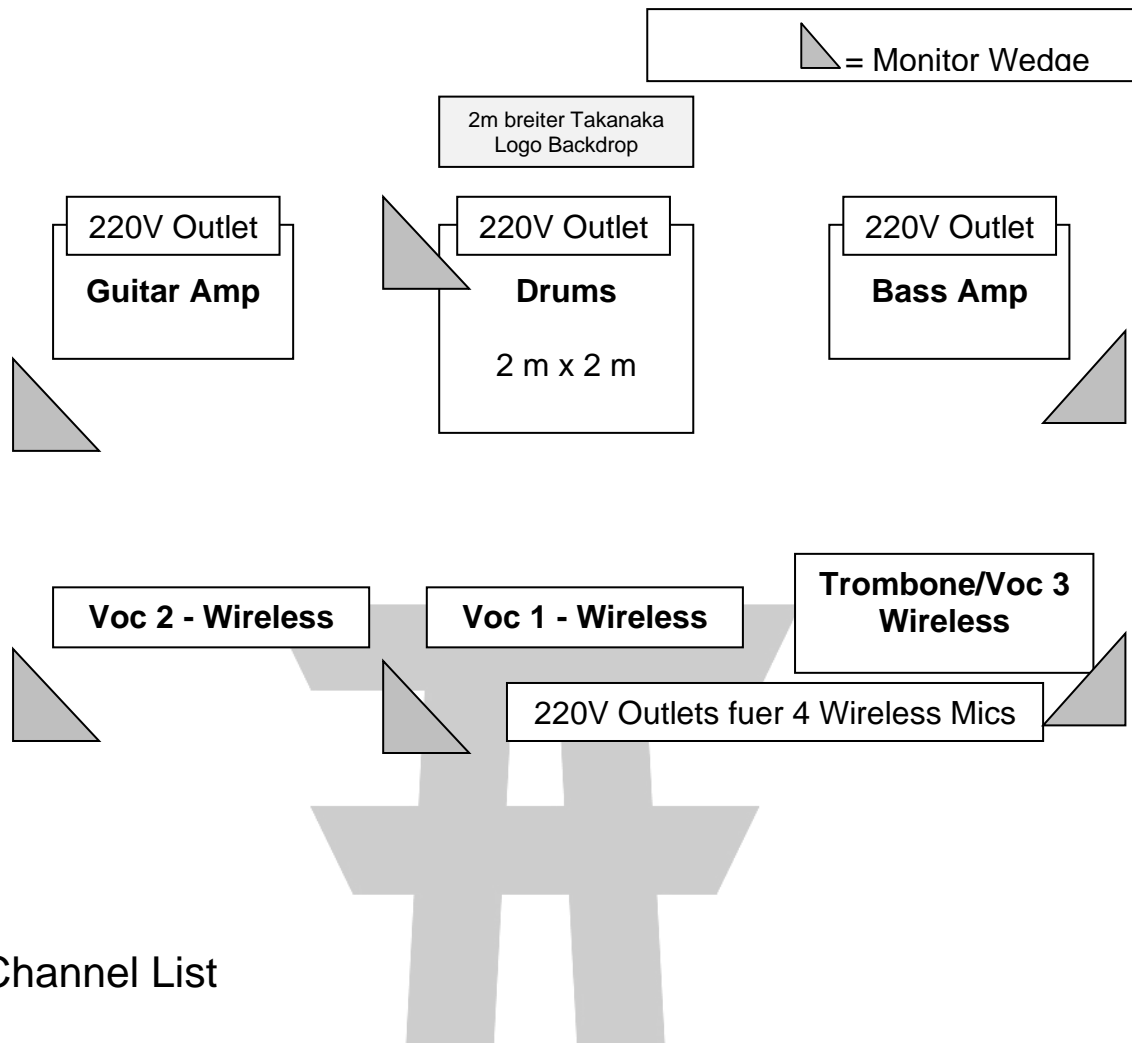 = Monitor Wedge
2m breiter Takanaka
Logo Backdrop
220V Outlet
220V Outlet
220V Outlet
Guitar Amp
Drums
Bass Amp
2 m x 2 m
Trombone/Voc 3
Wireless
Voc 2 - Wireless
Voc 1 - Wireless
220V Outlets fuer 4 Wireless Mics
Channel List